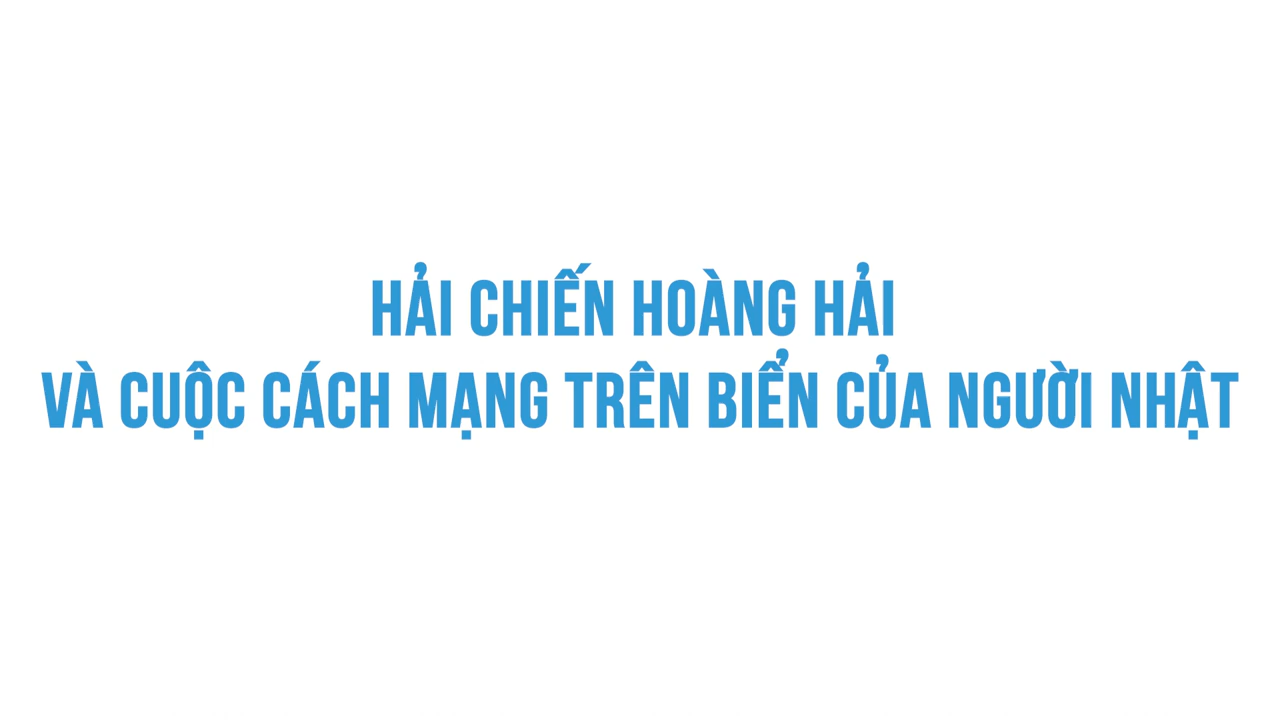 HẢI CHIẾN HOÀNG HẢI
VÀ CUỘC CÁCH MẠNG TRÊN BIỂN CỦA NGƯỜI NHẬT